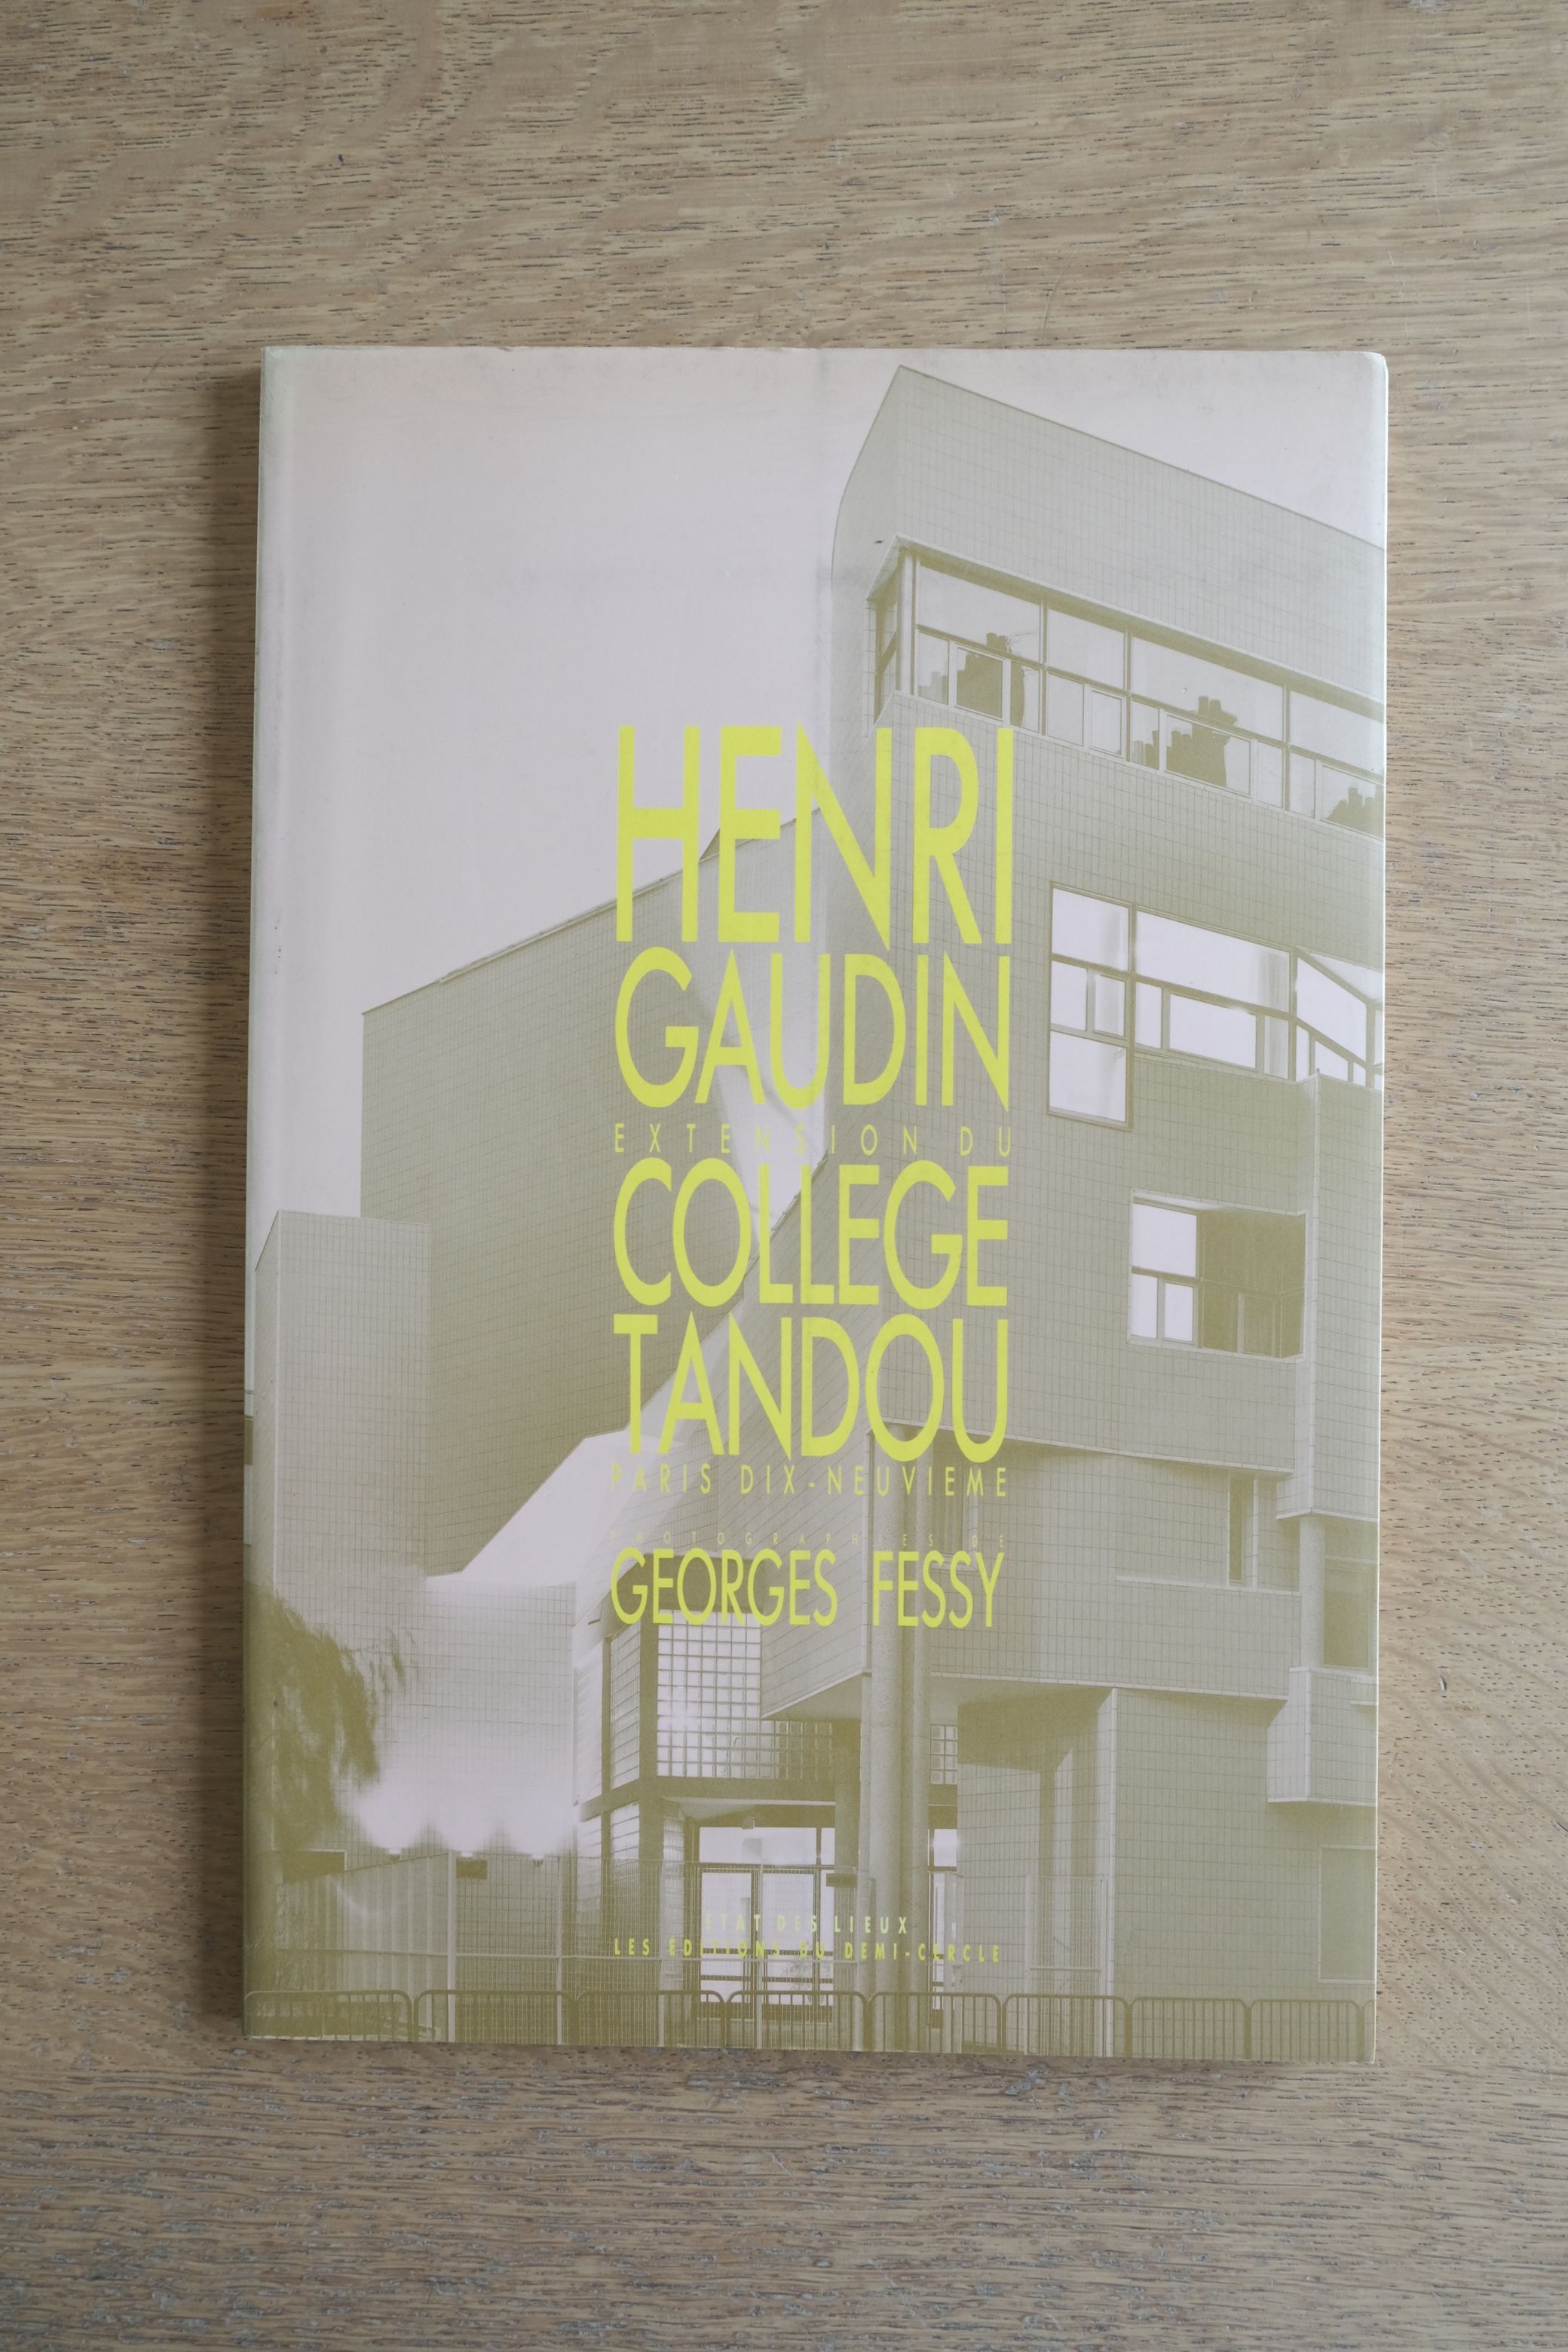 HENRI
GAUDIN
EXTENSION DU
COLLEGE
TANDOU
PARIS DIX-NEUVIEME
PHOTOGRAPHIES DE
GEORGES FESSY
ETAT DES LIEUX
LES ÉDITIONS DU DEMI-CERCLE